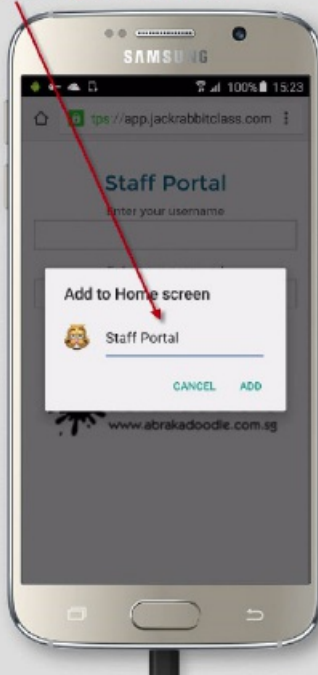 SAMSUNG
100% 15:23
tps://app.jackrabbitclass.com
Staff Portal
Enter your username
Add to Home screen
Staff Portal
CANCEL ADD
www.abrakadoodle.com.sg